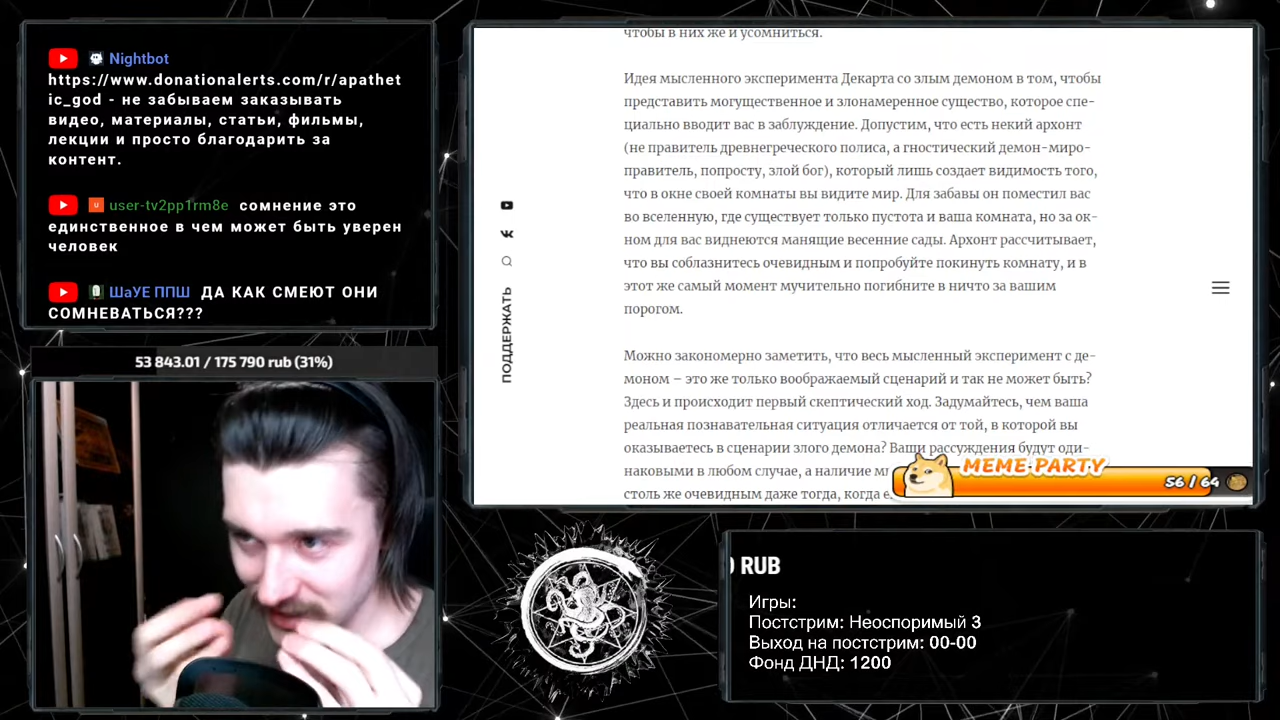 Nightbot
https://www.donationalerts.com/r/apathet
ic_god - не забываем заказывать
видео, материалы, статьи, фильмы,
лекции и просто благодарить за
контент.
user-tv2pp1rm8e сомнение это
единственное в чем может быть уверен
человек
ШаУЕ ППШ ДА КАК СМЕЮТ ОНИ
СОМНЕВАТЬСЯ???
53 843.01 / 175 790 rub (31%)
чтобы в них же и усомниться.
Идея мысленного эксперимента Декарта со злым демоном в том, чтобы
представить могущественное и злонамеренное существо, которое спе-
циально вводит вас в заблуждение. Допустим, что есть некий архонт
(не правитель древнегреческого полиса, а гностический демон-миро-
правитель, попросту, злой бог), который лишь создает видимость того,
что в окне своей комнаты вы видите мир. Для забавы он поместил вас
во вселенную, где существует только пустота и ваша комната, но за ок-
ном для вас виднеются манящие весенние сады. Архонт рассчитывает,
что вы соблазнитесь очевидным и попробуйте покинуть комнату, и в
этот же самый момент мучительно погибните в ничто за вашим
порогом.
Можно закономерно заметить, что весь мысленный эксперимент с де-
моном – это же только воображаемый сценарий и так не может быть?
Здесь и происходит первый скептический ход. Задумайтесь, чем ваша
реальная познавательная ситуация отличается от той, в которой вы
оказываетесь в сценарии злого демона? Ваши рассуждения будут оди-
наковыми в любом случае, а наличие
столь же очевидным даже тогда, когда
ПОДДЕРЖАТЬ
MEME PARTY
56 / 64
RUB
Игры:
Постстрим: Неоспоримый 3
Выход на постстрим: 00-00
Фонд ДНД: 1200